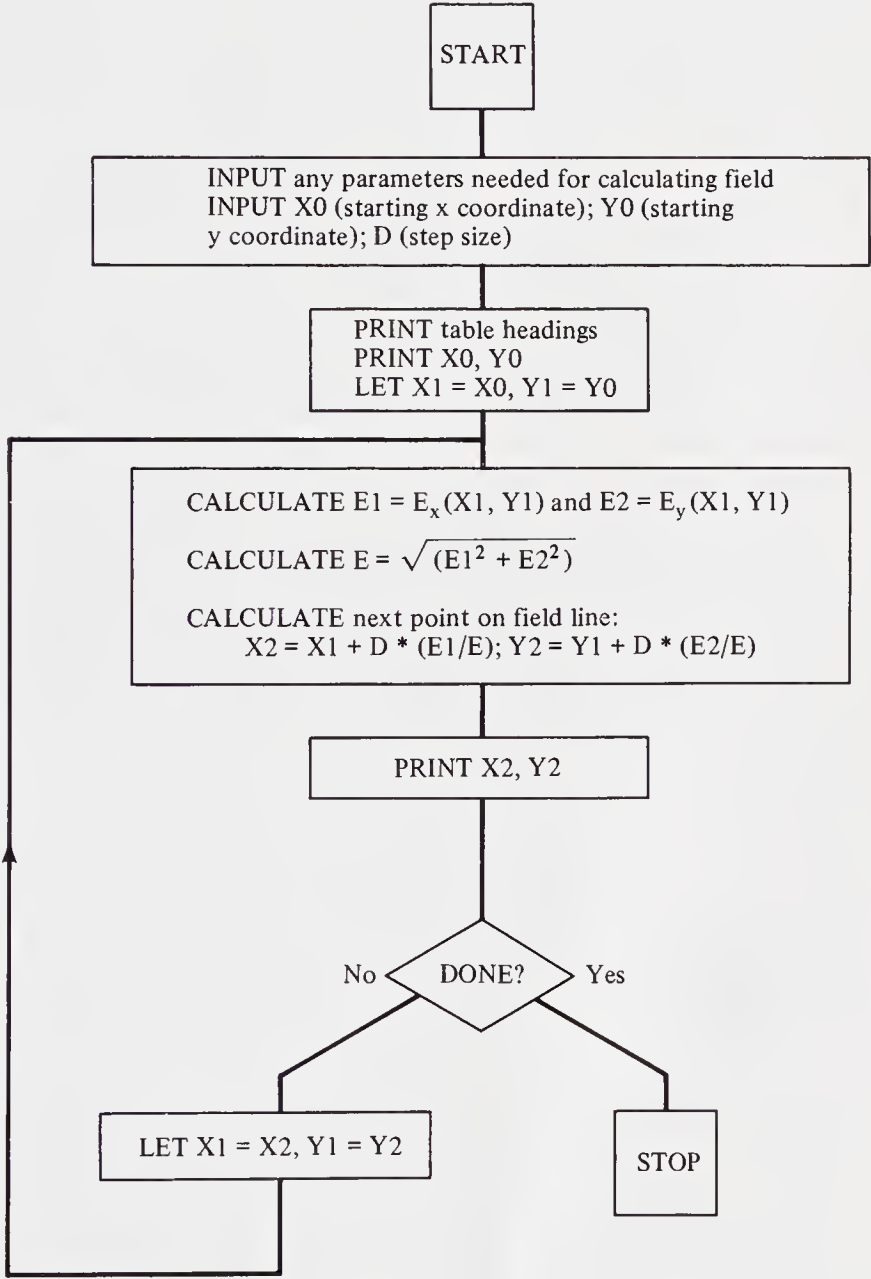 START
INPUT any parameters needed for calculating field
INPUT X0 (starting x coordinate); Y0 (starting
y coordinate); D (step size)
PRINT table headings
PRINT X0, Y0
LET X1 = X0, Y1 = Y0
CALCULATE E1 = Eₓ(X1, Y1) and E2 = E_y(X1, Y1)
CALCULATE E = √(E1² + E2²)
CALCULATE next point on field line:
X2 = X1 + D * (E1/E); Y2 = Y1 + D * (E2/E)
PRINT X2, Y2
No
DONE?
Yes
LET X1 = X2, Y1 = Y2
STOP